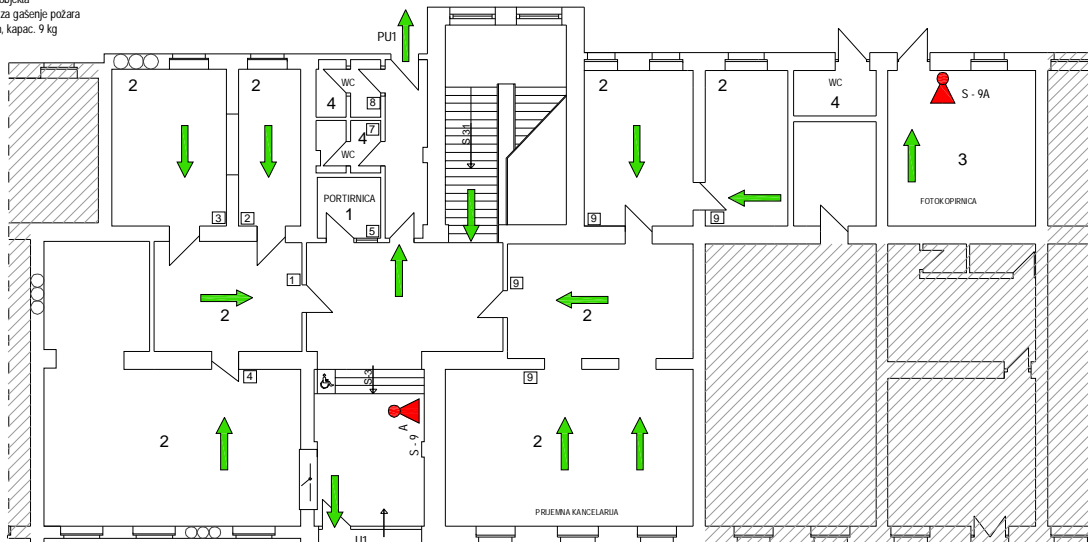 za gašenje požara
kapac. 9 kg
PU1
2
2
WC
8
4
7
4
WC
2
2
WC
4
S - 9A
3
FOTOKOPIRNICA
S-31
PORTIRNICA
1
3
2
5
9
9
1
9
2
2
4
S-3
9
2
A
S - 9
2
PRIJEMNA KANCELARIJA
U1